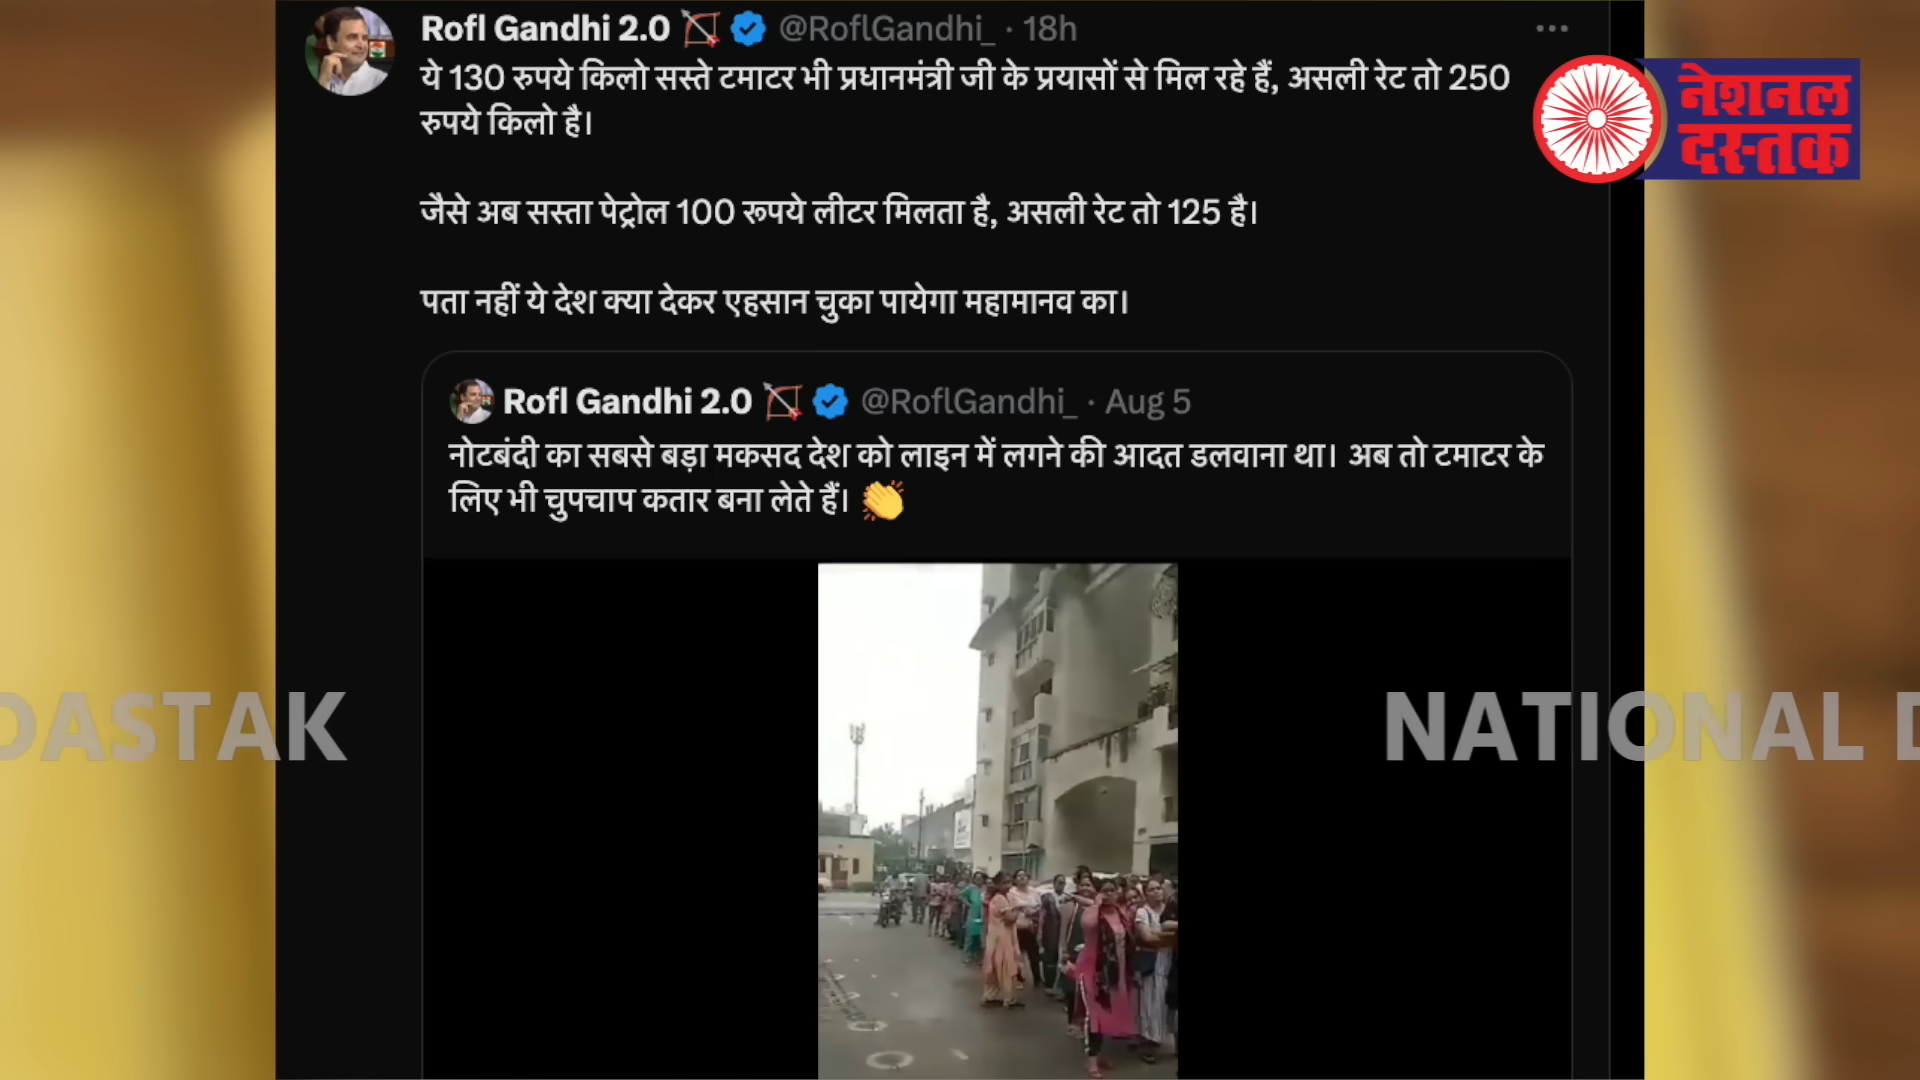 Rofl Gandhi 2.0 🏹 @RoflGandhi_ · 18h
ये 130 रुपये किलो सस्ते टमाटर भी प्रधानमंत्री जी के प्रयासों से मिल रहे हैं, असली रेट तो 250
रुपये किलो है।
जैसे अब सस्ता पेट्रोल 100 रूपये लीटर मिलता है, असली रेट तो 125 है।
पता नहीं ये देश क्या देकर एहसान चुका पायेगा महामानव का।
Rofl Gandhi 2.0 🏹 @RoflGandhi_ · Aug 5
नोटबंदी का सबसे बड़ा मकसद देश को लाइन में लगने की आदत डलवाना था। अब तो टमाटर के
लिए भी चुपचाप कतार बना लेते हैं। 👏
नेशनल
दस्तक
DASTAK
NATIONAL D